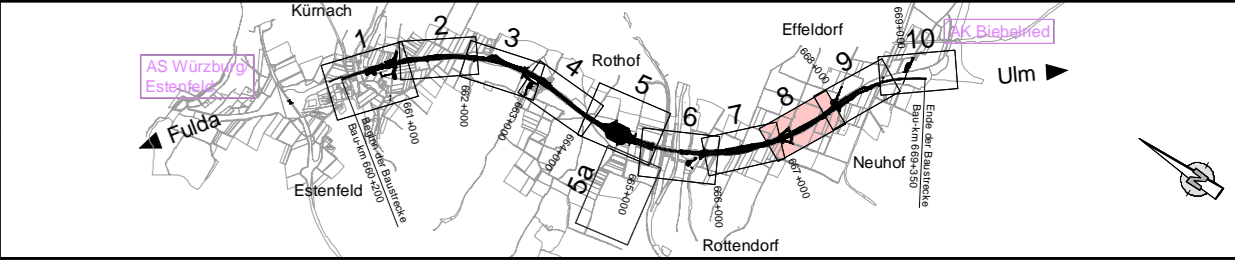 Kürnach
AS Würzburg/
Estenfeld
Fulda
Estenfeld
Beginn der Baustrecke
Bau-km 660+200
1
661+000
2
662+000
3
663+000
4
664+000
Rothof
5
5a
665+000
6
666+000
7
Rottendorf
8
667+000
Effeldorf
668+000
9
Neuhof
669+000
10
AK Biebelried
Ulm
Ende der Baustrecke
Bau-km 669+350